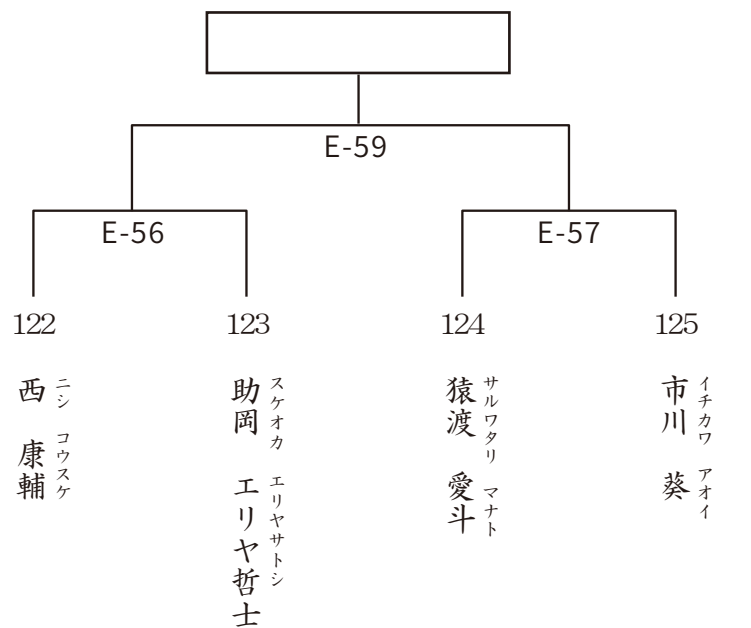 E-59
E-56
E-57
122
123
124
125
西 康輔
ニシ コウスケ
助岡 エリヤ哲士
スケオカ エリヤサトシ
猿渡 愛斗
サルワタリ マナト
市川 葵
イチカワ アオイ